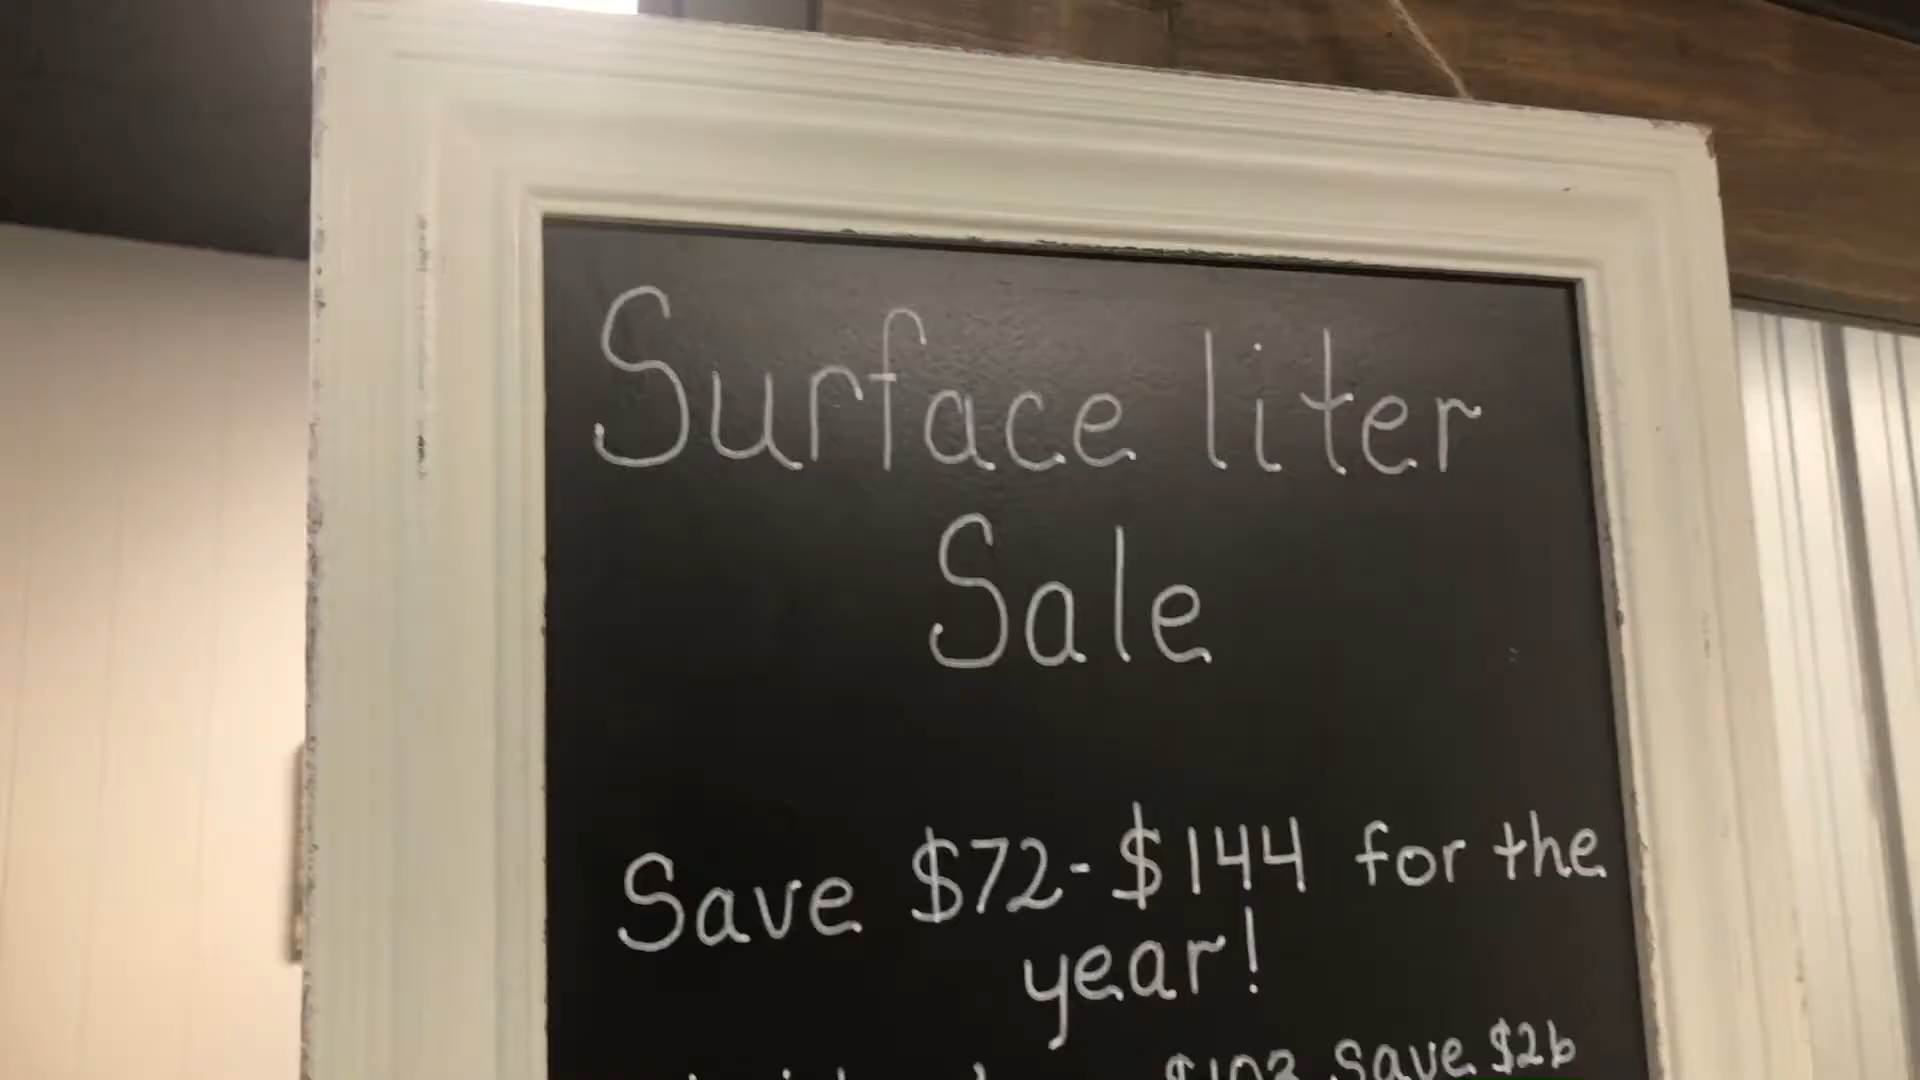 Surface liter
Sale
Save $72-$144 for the
year!
Save $26